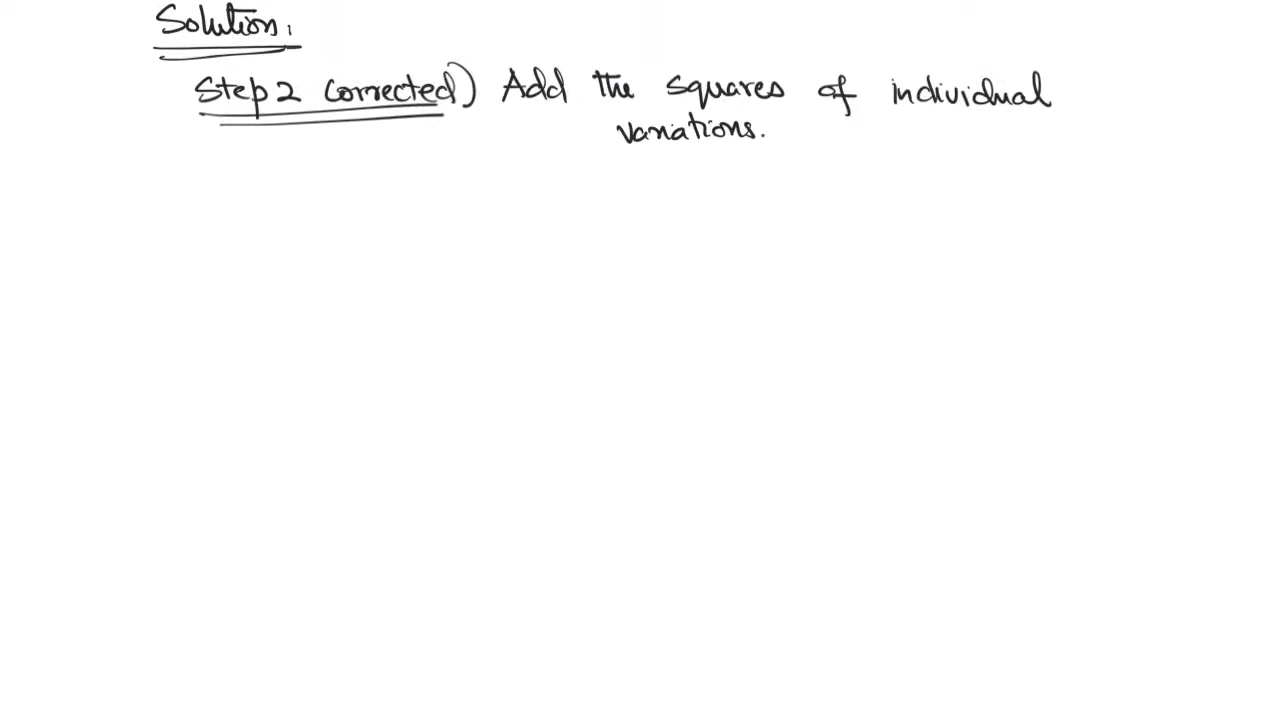 Solution:
Step 2 corrected) Add the squares of individual
variations.